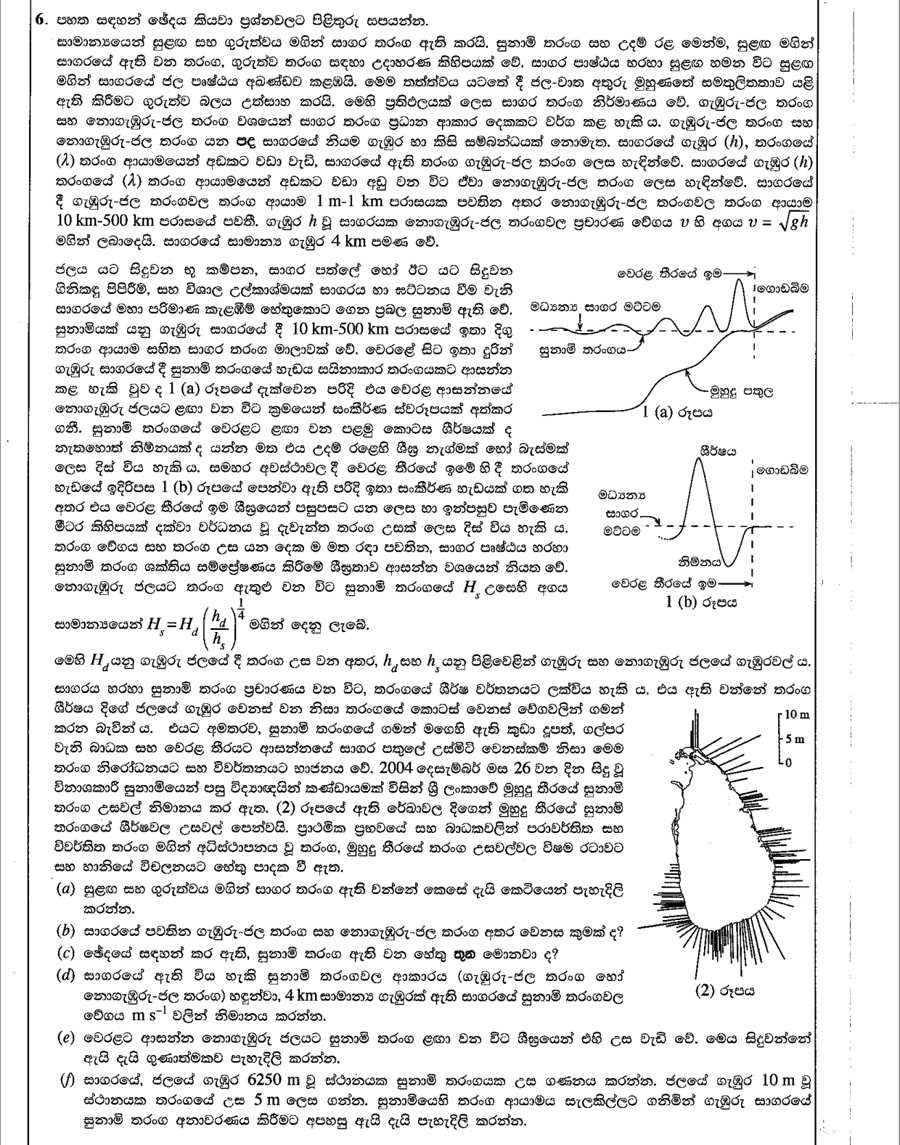 6. පහත සඳහන් ඡේදය කියවා ප්‍රශ්නවලට පිළිතුරු සපයන්න.
සාමාන්‍යයෙන් සුළඟ සහ ගුරුත්වය මගින් සාගර තරංග ඇති කරයි. සුනාමි තරංග සහ උදම් රළ මෙන්ම, සුළඟ මගින්
සාගරයේ ඇති වන තරංග, ගුරුත්ව තරංග සඳහා උදාහරණ කිහිපයක් වේ. සාගර පෘෂ්ඨය හරහා සුළඟ හමන විට සුළඟ
මගින් සාගරයේ ජල පෘෂ්ඨය අඛණ්ඩව කළඹයි. මෙම තත්ත්වය යටතේ දී ජල-වාත අතුරු මුහුණතේ සමතුලිතතාව යළි
ඇති කිරීමට ගුරුත්ව බලය උත්සාහ කරයි. මෙහි ප්‍රතිඵලයක් ලෙස සාගර තරංග නිර්මාණය වේ. ගැඹුරු-ජල තරංග
සහ නොගැඹුරු-ජල තරංග වශයෙන් සාගර තරංග ප්‍රධාන ආකාර දෙකකට වර්ග කළ හැකි ය. ගැඹුරු-ජල තරංග සහ
නොගැඹුරු-ජල තරංග යන පද සාගරයේ නියම ගැඹුර හා කිසි සම්බන්ධයක් නොමැත. සාගරයේ ගැඹුර (h), තරංගයේ
(λ) තරංග ආයාමයෙන් අඩකට වඩා වැඩි, සාගරයේ ඇති තරංග ගැඹුරු-ජල තරංග ලෙස හැඳින්වේ. සාගරයේ ගැඹුර (h)
තරංගයේ (λ) තරංග ආයාමයෙන් අඩකට වඩා අඩු වන විට ඒවා නොගැඹුරු-ජල තරංග ලෙස හැඳින්වේ. සාගරයේ
දී ගැඹුරු-ජල තරංගවල තරංග ආයාම 1 m-1 km පරාසයක පවතින අතර නොගැඹුරු-ජල තරංගවල තරංග ආයාම
10 km-500 km පරාසයේ පවතී. ගැඹුර h වූ සාගරයක නොගැඹුරු-ජල තරංගවල ප්‍රචාරණ වේගය v හි අගය v = √gh
මගින් ලබාදෙයි. සාගරයේ සාමාන්‍ය ගැඹුර 4 km පමණ වේ.
ජලය යට සිදුවන භූ කම්පන, සාගර පත්ලේ හෝ ඊට යට සිදුවන
ගිනිකඳු පිපිරීම්, සහ විශාල උල්කාශ්මයක් සාගරය හා ඝට්ටනය වීම වැනි
සාගරයේ මහා පරිමාණ කැළඹීම් හේතුකොට ගෙන ප්‍රබල සුනාමි ඇති වේ.
සුනාමියක් යනු ගැඹුරු සාගරයේ දී 10 km-500 km පරාසයේ ඉතා දිගු
තරංග ආයාම සහිත සාගර තරංග මාලාවක් වේ. වෙරළේ සිට ඉතා දුරින්
ගැඹුරු සාගරයේ දී සුනාමි තරංගයේ හැඩය සයිනාකාර තරංගයකට ආසන්න
කළ හැකි වුව ද 1 (a) රූපයේ දැක්වෙන පරිදි එය වෙරළ ආසන්නයේ
නොගැඹුරු ජලයට ළඟා වන විට ක්‍රමයෙන් සංකීර්ණ ස්වරූපයක් අත්කර
ගනී. සුනාමි තරංගයේ වෙරළට ළඟා වන පළමු කොටස ශීර්ෂයක් ද
නැතහොත් නිම්නයක් ද යන්න මත එය උදම් රළෙහි ශීඝ්‍ර නැග්මක් හෝ බැස්මක්
ලෙස දිස් විය හැකි ය. සමහර අවස්ථාවල දී වෙරළ තීරයේ ඉමේ හි දී තරංගයේ
හැඩයේ ඉදිරිපස 1 (b) රූපයේ පෙන්වා ඇති පරිදි ඉතා සංකීර්ණ හැඩයක් ගත හැකි
අතර එය වෙරළ තීරයේ ඉම ශීඝ්‍රයෙන් පසුපසට යන ලෙස හා ඉන්පසුව පැමිණෙන
මීටර කිහිපයක් දක්වා වර්ධනය වූ දැවැන්ත තරංග උසක් ලෙස දිස් විය හැකි ය.
තරංග වේගය සහ තරංග උස යන දෙක ම මත රඳා පවතින, සාගර පෘෂ්ඨය හරහා
සුනාමි තරංග ශක්තිය සම්ප්‍රේෂණය කිරීමේ ශීඝ්‍රතාව ආසන්න වශයෙන් නියත වේ.
නොගැඹුරු ජලයට තරංග ඇතුළු වන විට සුනාමි තරංගයේ H_s උසෙහි අගය
සාමාන්‍යයෙන් H_s = H_d (h_d/h_s)^(1/4) මගින් දෙනු ලැබේ.
මෙහි H_d යනු ගැඹුරු ජලයේ දී තරංග උස වන අතර, h_d සහ h_s යනු පිළිවෙළින් ගැඹුරු සහ නොගැඹුරු ජලයේ ගැඹුරවල් ය.
සාගරය හරහා සුනාමි තරංග ප්‍රචාරණය වන විට, තරංගයේ ශීර්ෂ වර්තනයට ලක්විය හැකි ය. එය ඇති වන්නේ තරංග
ශීර්ෂය දිගේ ජලයේ ගැඹුර වෙනස් වන නිසා තරංගයේ කොටස් වෙනස් වේගවලින් ගමන්
කරන බැවින් ය. එයට අමතරව, සුනාමි තරංගයේ ගමන් මගෙහි ඇති කුඩා දූපත්, ගල්පර
වැනි බාධක සහ වෙරළ තීරයට ආසන්නයේ සාගර පතුලේ උස්මිටි වෙනස්කම් නිසා මෙම
තරංග නිරෝධනයට සහ විවර්තනයට භාජනය වේ. 2004 දෙසැම්බර් මස 26 වන දින සිදු වූ
විනාශකාරී සුනාමියෙන් පසු විද්‍යාඥයින් කණ්ඩායමක් විසින් ශ්‍රී ලංකාවේ මුහුදු තීරයේ සුනාමි
තරංග උසවල් නිමානය කර ඇත. (2) රූපයේ ඇති රේඛාවල දිගෙන් මුහුදු තීරයේ සුනාමි
තරංගයේ ශීර්ෂවල උසවල් පෙන්වයි. ප්‍රාථමික ප්‍රභවයේ සහ බාධකවලින් පරාවර්තිත සහ
විවර්තිත තරංග මගින් අධිස්ථාපනය වූ තරංග, මුහුදු තීරයේ තරංග උසවල්වල විෂම රටාවට
සහ හානියේ විචලනයට හේතු පාදක වී ඇත.
(a) සුළඟ සහ ගුරුත්වය මගින් සාගර තරංග ඇති වන්නේ කෙසේ දැයි කෙටියෙන් පැහැදිලි
කරන්න.
(b) සාගරයේ පවතින ගැඹුරු-ජල තරංග සහ නොගැඹුරු-ජල තරංග අතර වෙනස කුමක් ද?
(c) ඡේදයේ සඳහන් කර ඇති, සුනාමි තරංග ඇති වන හේතු තුන මොනවා ද?
(d) සාගරයේ ඇති විය හැකි සුනාමි තරංගවල ආකාරය (ගැඹුරු-ජල තරංග හෝ
නොගැඹුරු-ජල තරංග) හඳුන්වා, 4 km සාමාන්‍ය ගැඹුරක් ඇති සාගරයේ සුනාමි තරංගවල
වේගය m s⁻¹ වලින් නිමානය කරන්න.
(e) වෙරළට ආසන්න නොගැඹුරු ජලයට සුනාමි තරංග ළඟා වන විට ශීඝ්‍රයෙන් එහි උස වැඩි වේ. මෙය සිදුවන්නේ
ඇයි දැයි ගුණාත්මකව පැහැදිලි කරන්න.
(f) සාගරයේ, ජලයේ ගැඹුර 6250 m වූ ස්ථානයක සුනාමි තරංගයක උස ගණනය කරන්න. ජලයේ ගැඹුර 10 m වූ
ස්ථානයක තරංගයේ උස 5 m ලෙස ගන්න. සුනාමියෙහි තරංග ආයාමය සැලකිල්ලට ගනිමින් ගැඹුරු සාගරයේ
සුනාමි තරංග අනාවරණය කිරීමට අපහසු ඇයි දැයි පැහැදිලි කරන්න.
වෙරළ තීරයේ ඉම
ගොඩබිම
මධ්‍යන්‍ය සාගර මට්ටම
සුනාමි තරංගය
මුහුදු පතුල
1 (a) රූපය
ශීර්ෂය
ගොඩබිම
මධ්‍යන්‍ය
සාගර
මට්ටම
නිම්නය
වෙරළ තීරයේ ඉම
1 (b) රූපය
10 m
5 m
0
(2) රූපය